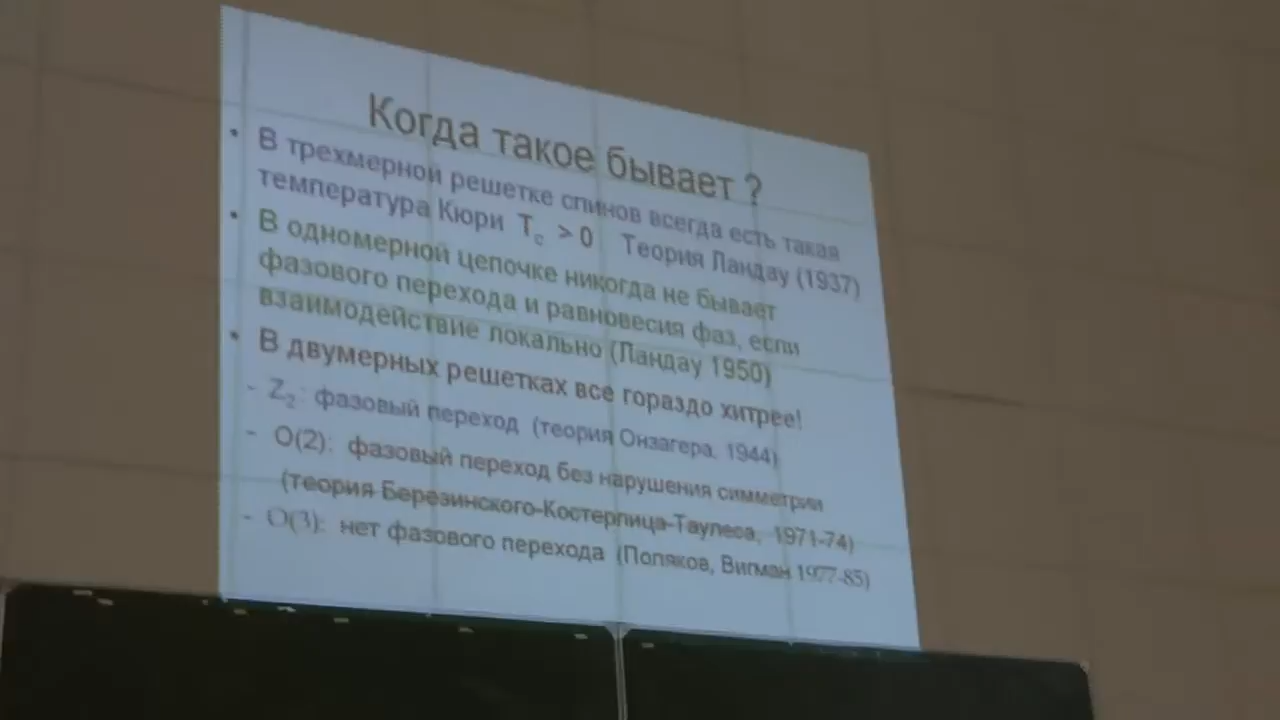 Когда такое бывает ?
• В трехмерной решетке спинов всегда есть такая
температура Кюри T_c > 0 Теория Ландау (1937)
• В одномерной цепочке никогда не бывает
фазового перехода и равновесия фаз, если
взаимодействие локально (Ландау 1950)
• В двумерных решетках все гораздо хитрее!
- Z_2: фазовый переход (теория Онзагера, 1944)
- O(2): фазовый переход без нарушения симметрии
(теория Березинского-Костерлица-Таулеса, 1971-74)
- O(3): нет фазового перехода (Поляков, Вигман 1977-85)